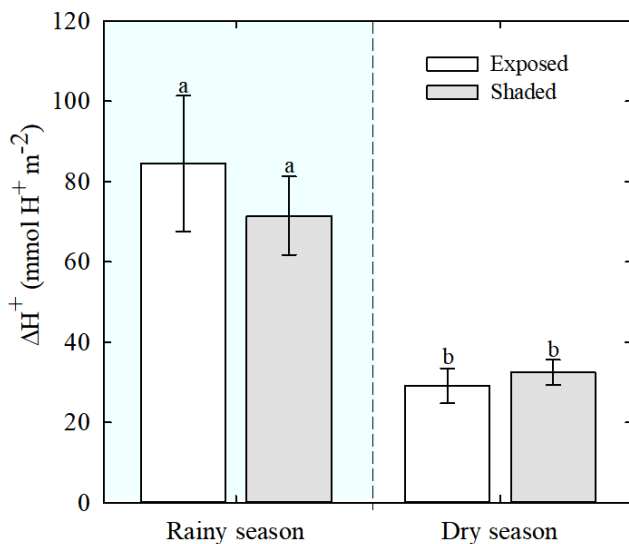 120
100
80
60
40
20
0
ΔH⁺ (mmol H⁺ m⁻²)
Exposed
Shaded
a
a
b
b
Rainy season
Dry season